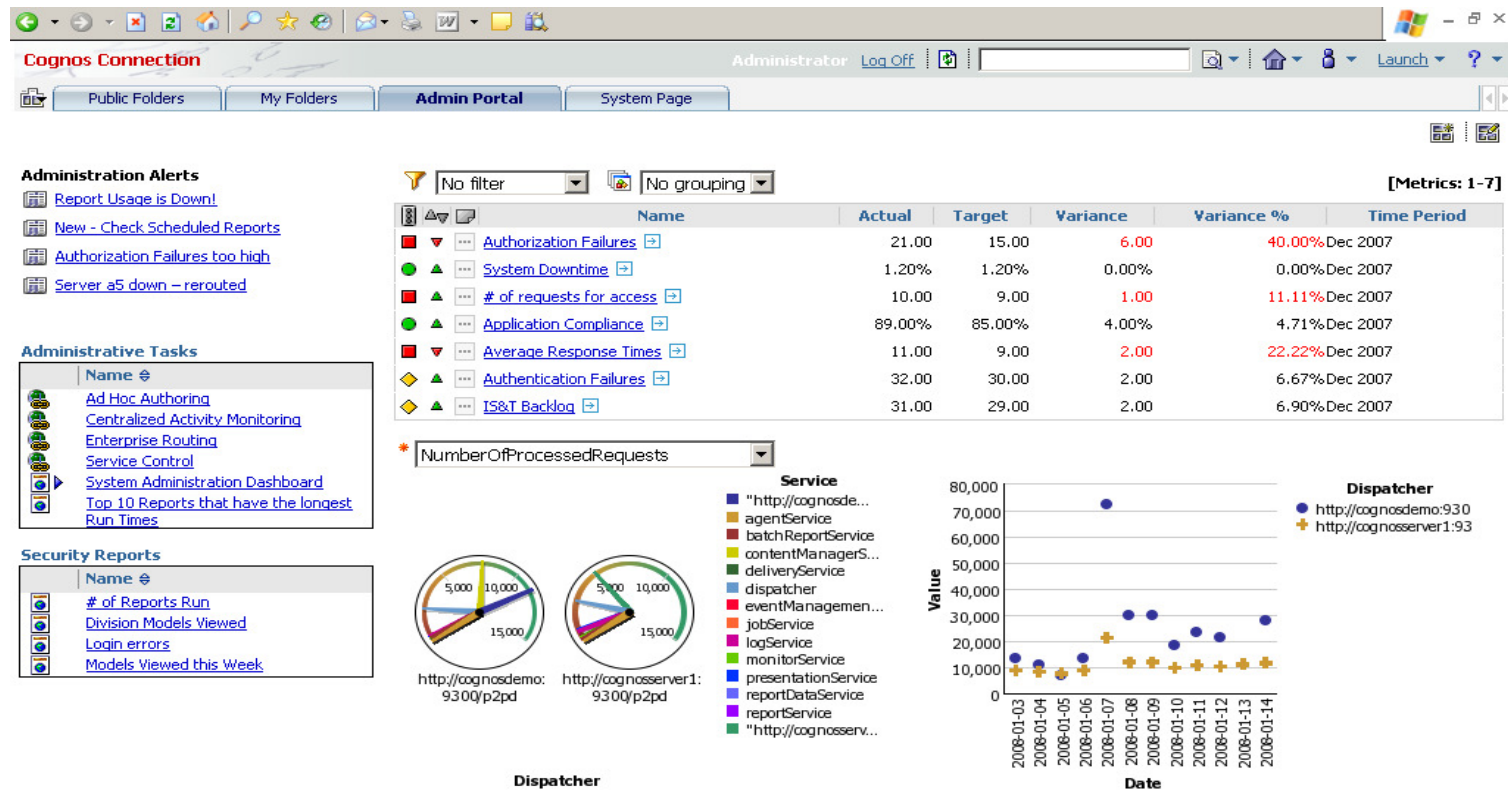 Cognos Connection
Administrator Log Off
Launch ?
Public Folders My Folders Admin Portal System Page
Administration Alerts
Report Usage is Down!
New - Check Scheduled Reports
Authorization Failures too high
Server a5 down – rerouted
Administrative Tasks
Name
Ad Hoc Authoring
Centralized Activity Monitoring
Enterprise Routing
Service Control
System Administration Dashboard
Top 10 Reports that have the longest
Run Times
Security Reports
Name
# of Reports Run
Division Models Viewed
Login errors
Models Viewed this Week
No filter No grouping [Metrics: 1-7]
Name Actual Target Variance Variance % Time Period
Authorization Failures 21.00 15.00 6.00 40.00% Dec 2007
System Downtime 1.20% 1.20% 0.00% 0.00% Dec 2007
# of requests for access 10.00 9.00 1.00 11.11% Dec 2007
Application Compliance 89.00% 85.00% 4.00% 4.71% Dec 2007
Average Response Times 11.00 9.00 2.00 22.22% Dec 2007
Authentication Failures 32.00 30.00 2.00 6.67% Dec 2007
IS&T Backlog 31.00 29.00 2.00 6.90% Dec 2007
* NumberOfProcessedRequests
5,000 10,000
15,000
http://cognosdemo:
9300/p2pd
5,000 10,000
15,000
http://cognosserver1:
9300/p2pd
Dispatcher
Service
"http://cognosde...
agentService
batchReportService
contentManagerS...
deliveryService
dispatcher
eventManagemen...
jobService
logService
monitorService
presentationService
reportDataService
reportService
"http://cognosserv...
Value
80,000
70,000
60,000
50,000
40,000
30,000
20,000
10,000
0
2008-01-03
2008-01-04
2008-01-05
2008-01-06
2008-01-07
2008-01-08
2008-01-09
2008-01-10
2008-01-11
2008-01-12
2008-01-13
2008-01-14
Date
Dispatcher
http://cognosdemo:930
http://cognosserver1:93